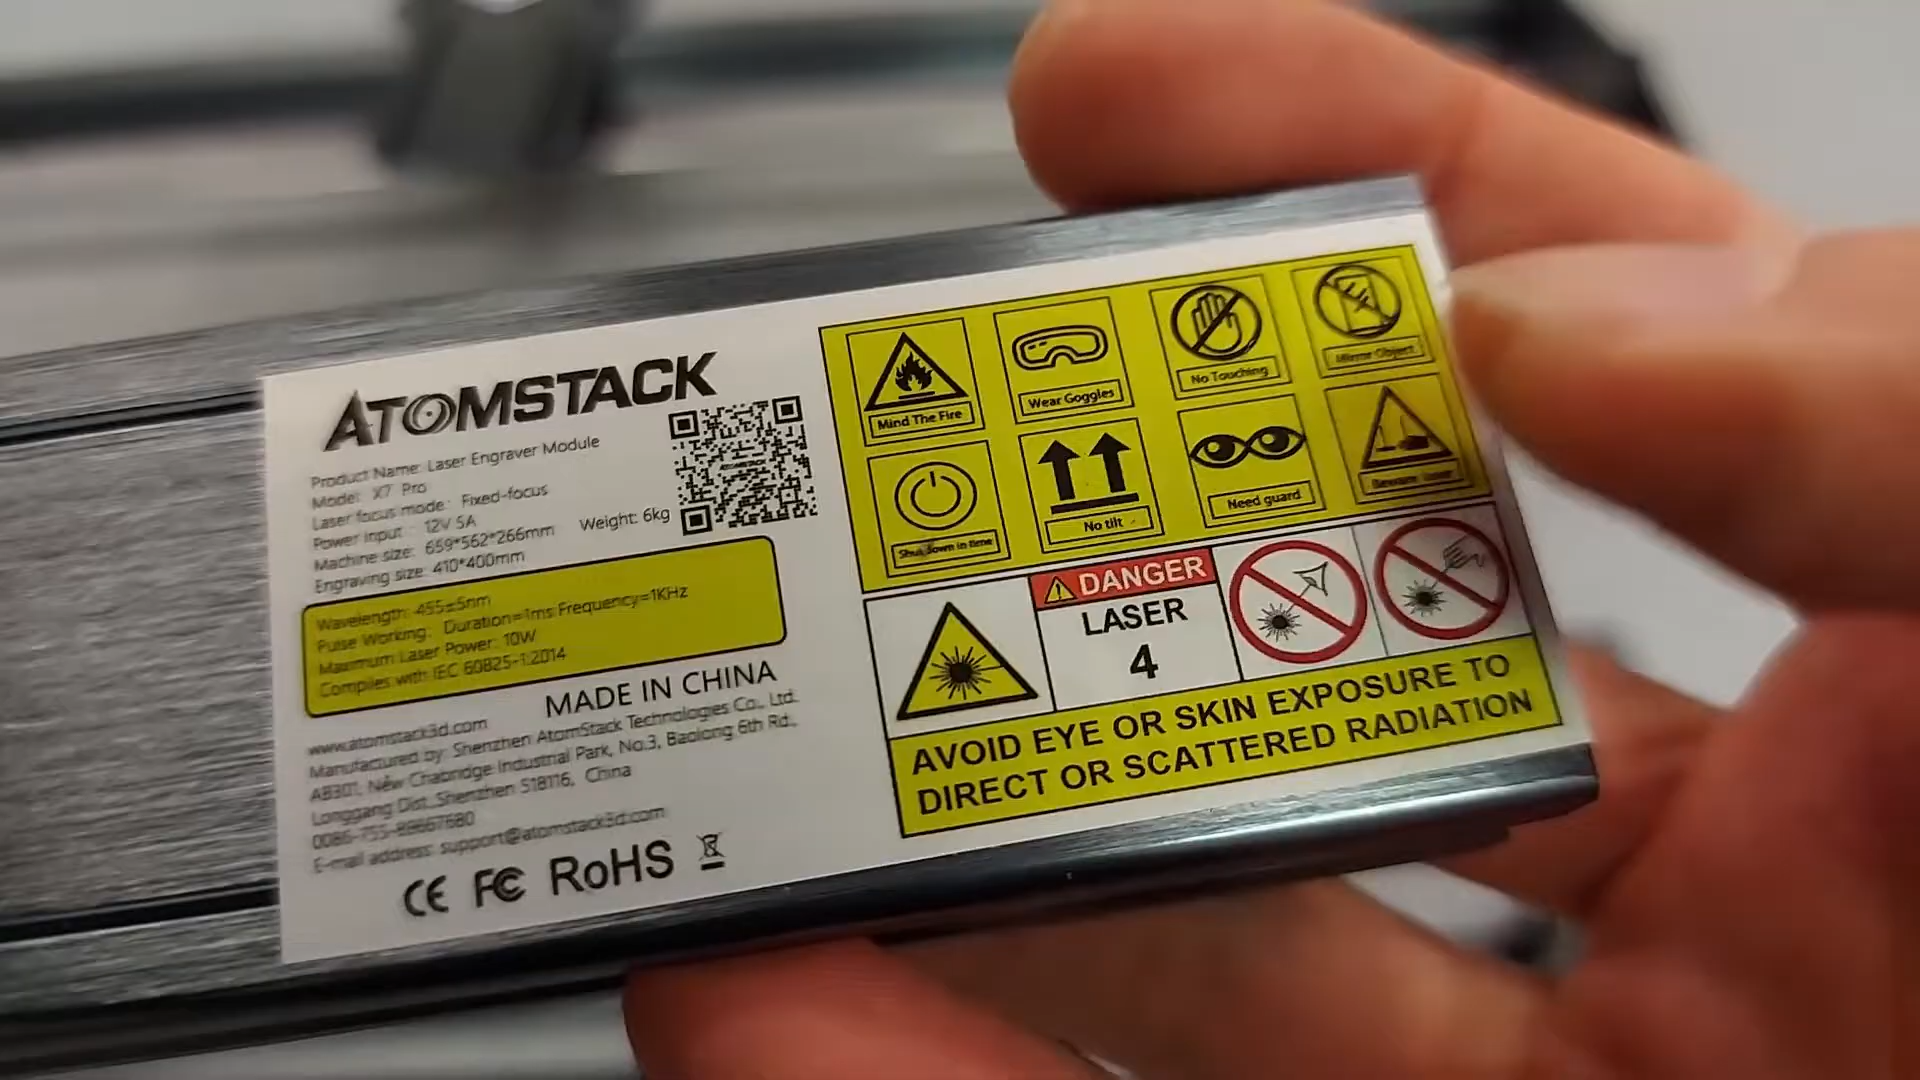 ATOMSTACK
Product Name: Laser Engraver Module
Model: X7 Pro
Laser focus mode: Fixed-focus
Power input : 12V 5A
Machine size: 659*562*266mm Weight: 6kg
Engraving size: 410*400mm
ATOMSTACK
Wavelength: 455±5nm
Pulse Working: Duration=1ms Frequency=1KHz
Maximum Laser Power: 10W
Complies with IEC 60825-1:2014
MADE IN CHINA
www.atomstack3d.com
Manufactured by: Shenzhen AtomStack Technologies Co., Ltd.
AB301, New Chabridge Industrial Park, No.3, Baolong 6th Rd.,
Longgang Dist. Shenzhen 518116, China
0086-755-89667680
E-mail address: support@atomstack3d.com
CE FC RoHS
Mind The Fire
Wear Goggles
No Touching
Mirror Object
Shut down in time
No tilt
Need guard
Beware laser
DANGER
LASER
4
AVOID EYE OR SKIN EXPOSURE TO
DIRECT OR SCATTERED RADIATION